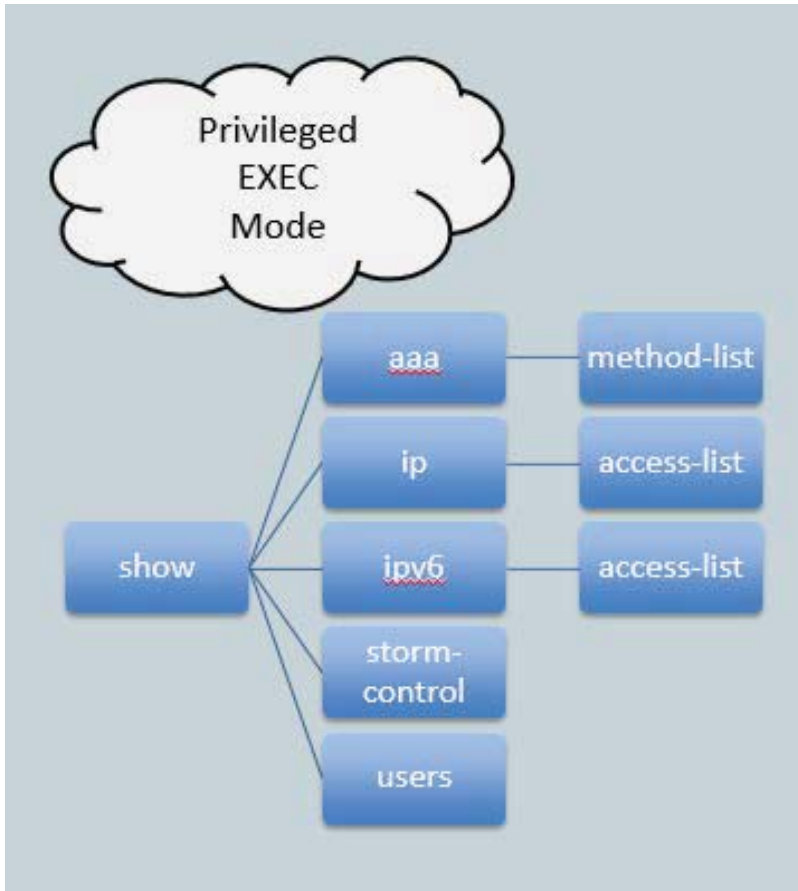 Privileged
EXEC
Mode
aaa
method-list
ip
access-list
show
ipv6
access-list
storm-
control
users